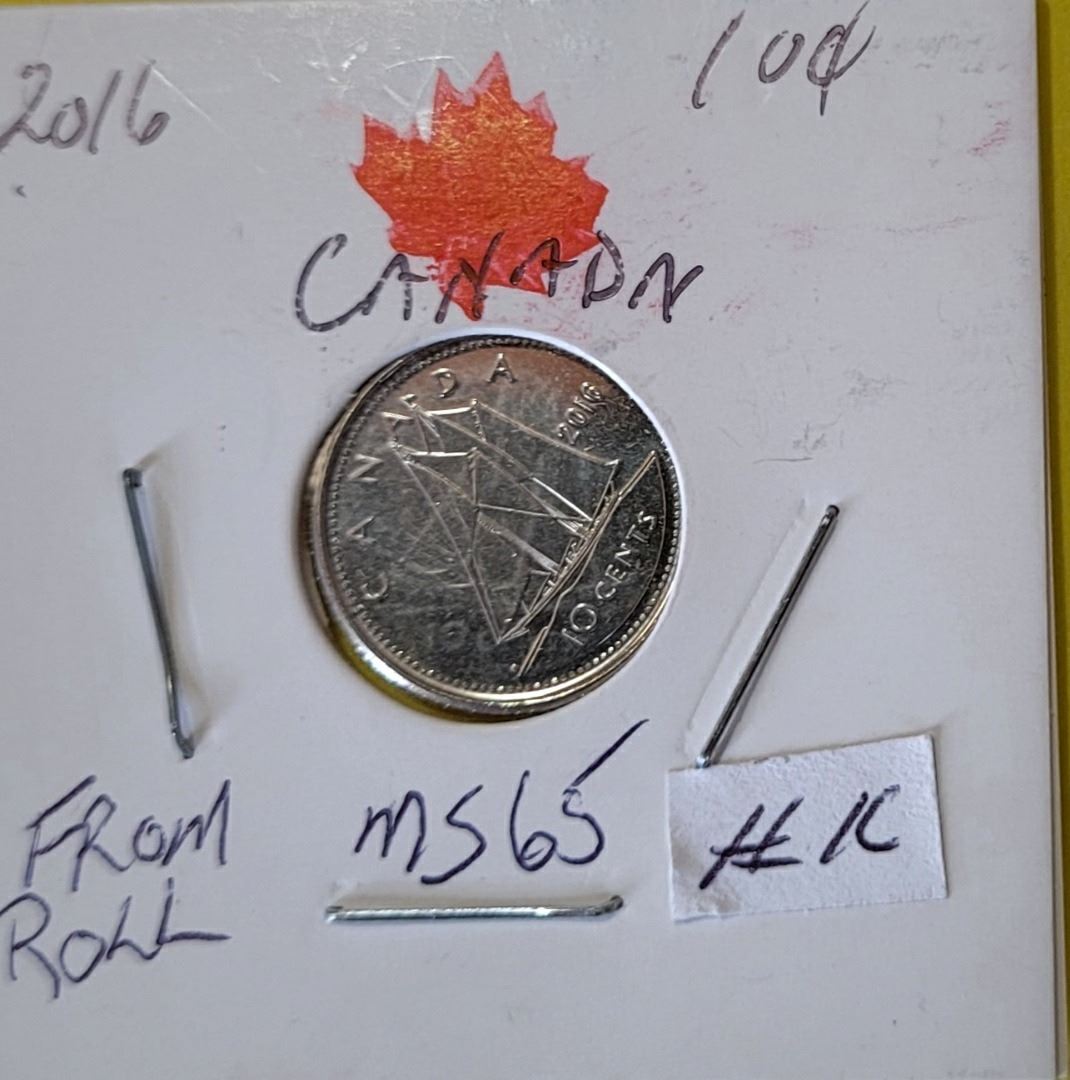 2016 10¢
CANADA
CANADA
2016
10 CENTS
FROM
ROLL
MS65
#K